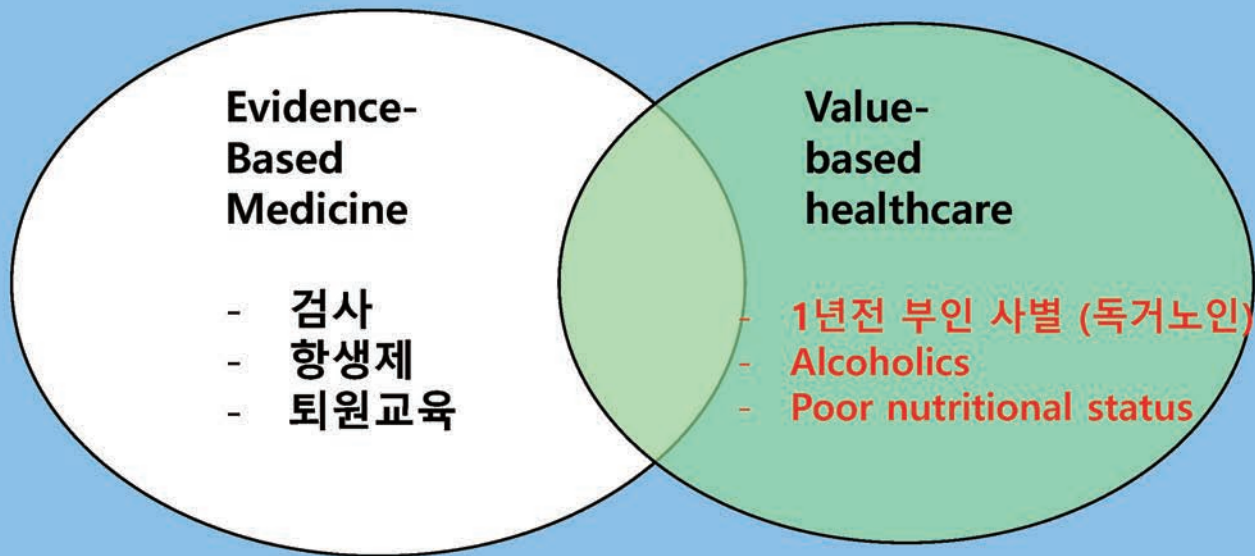 Evidence-
Based
Medicine
- 검사
- 항생제
- 퇴원교육
Value-
based
healthcare
- 1년전 부인 사별 (독거노인)
- Alcoholics
- Poor nutritional status